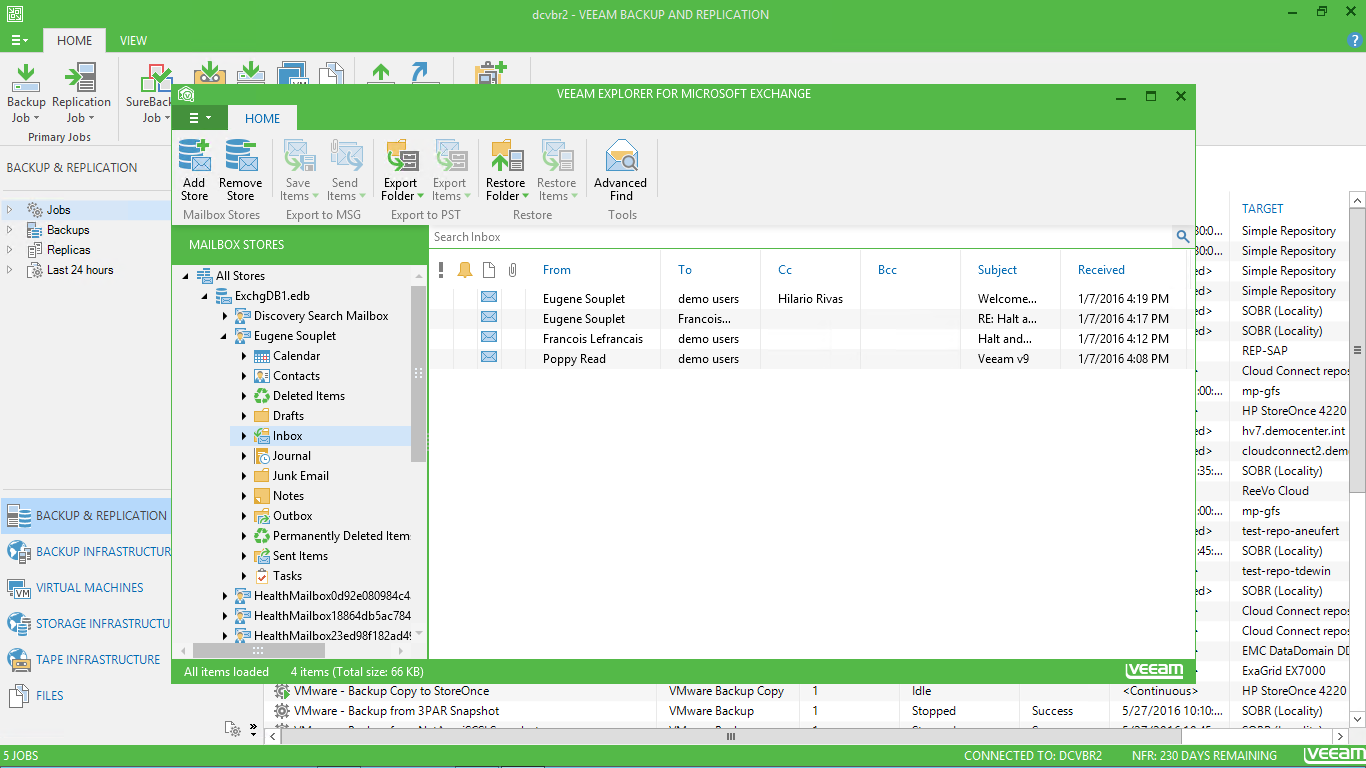 dcvbr2 - VEEAM BACKUP AND REPLICATION
HOME VIEW
Backup Job
Replication Job
Primary Jobs
BACKUP & REPLICATION
Jobs
Backups
Replicas
Last 24 hours
BACKUP & REPLICATION
BACKUP INFRASTRUCTUR
VIRTUAL MACHINES
STORAGE INFRASTRUCTU
TAPE INFRASTRUCTURE
FILES
VEEAM EXPLORER FOR MICROSOFT EXCHANGE
HOME
Add Store
Remove Store
Mailbox Stores
Save Items
Send Items
Export to MSG
Export Folder
Export Items
Export to PST
Restore Folder
Restore Items
Restore
Advanced Find
Tools
MAILBOX STORES
All Stores
ExchgDB1.edb
Discovery Search Mailbox
Eugene Souplet
Calendar
Contacts
Deleted Items
Drafts
Inbox
Journal
Junk Email
Notes
Outbox
Permanently Deleted Item
Sent Items
Tasks
HealthMailbox0d92e080984c4
HealthMailbox18864db5ac784
HealthMailbox23ed98f182ad49
Search Inbox
From To Cc Bcc Subject Received
Eugene Souplet demo users Hilario Rivas Welcome... 1/7/2016 4:19 PM
Eugene Souplet Francois... RE: Halt a... 1/7/2016 4:17 PM
Francois Lefrancais demo users Halt and... 1/7/2016 4:12 PM
Poppy Read demo users Veeam v9 1/7/2016 4:08 PM
All items loaded 4 items (Total size: 66 KB)
veeam
TARGET
Simple Repository
Simple Repository
Simple Repository
Simple Repository
SOBR (Locality)
SOBR (Locality)
REP-SAP
Cloud Connect repos
mp-gfs
HP StoreOnce 4220
hv7.democenter.int
cloudconnect2.dem
SOBR (Locality)
ReeVo Cloud
mp-gfs
test-repo-aneufert
SOBR (Locality)
test-repo-tdewin
SOBR (Locality)
Cloud Connect repos
Cloud Connect repos
EMC DataDomain DD
ExaGrid EX7000
VMware - Backup Copy to StoreOnce VMware Backup Copy 1 Idle <Continuous> HP StoreOnce 4220
VMware - Backup from 3PAR Snapshot VMware Backup 1 Stopped Success 5/27/2016 10:10:... SOBR (Locality)
5 JOBS CONNECTED TO: DCVBR2 NFR: 230 DAYS REMAINING veeam